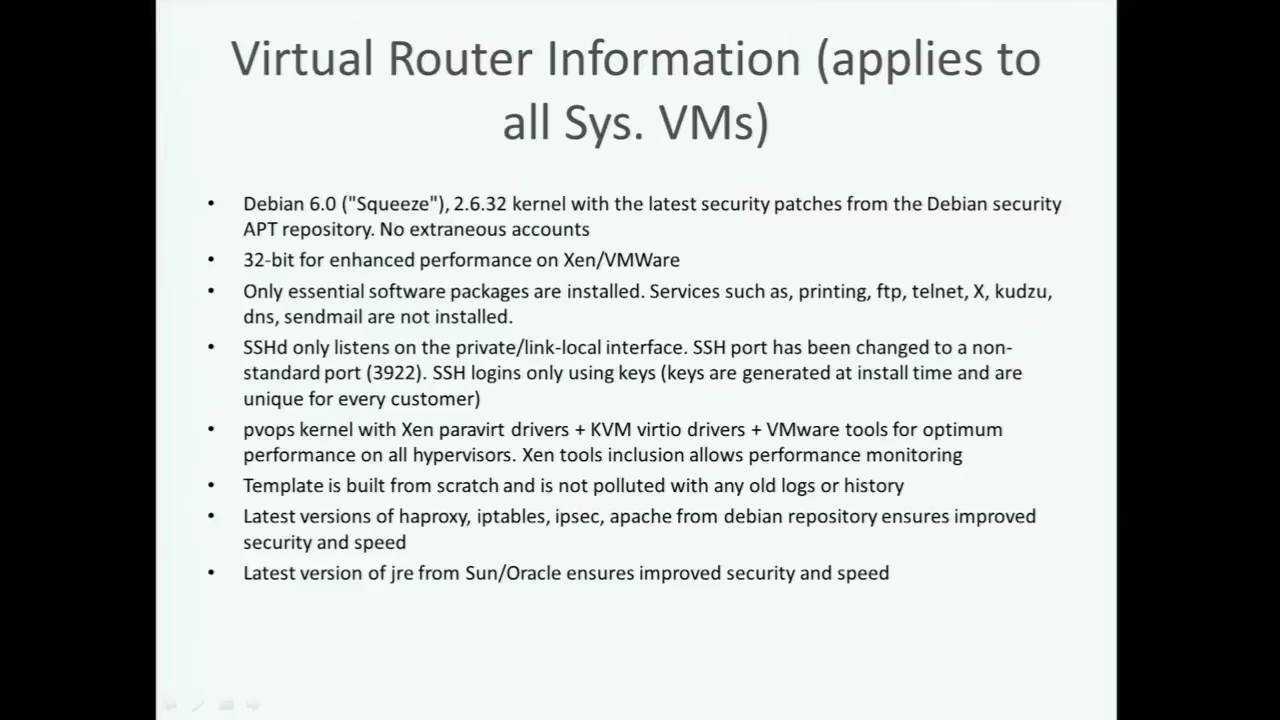 Virtual Router Information (applies to
all Sys. VMs)
• Debian 6.0 ("Squeeze"), 2.6.32 kernel with the latest security patches from the Debian security
APT repository. No extraneous accounts
• 32-bit for enhanced performance on Xen/VMWare
• Only essential software packages are installed. Services such as, printing, ftp, telnet, X, kudzu,
dns, sendmail are not installed.
• SSHd only listens on the private/link-local interface. SSH port has been changed to a non-
standard port (3922). SSH logins only using keys (keys are generated at install time and are
unique for every customer)
• pvops kernel with Xen paravirt drivers + KVM virtio drivers + VMware tools for optimum
performance on all hypervisors. Xen tools inclusion allows performance monitoring
• Template is built from scratch and is not polluted with any old logs or history
• Latest versions of haproxy, iptables, ipsec, apache from debian repository ensures improved
security and speed
• Latest version of jre from Sun/Oracle ensures improved security and speed